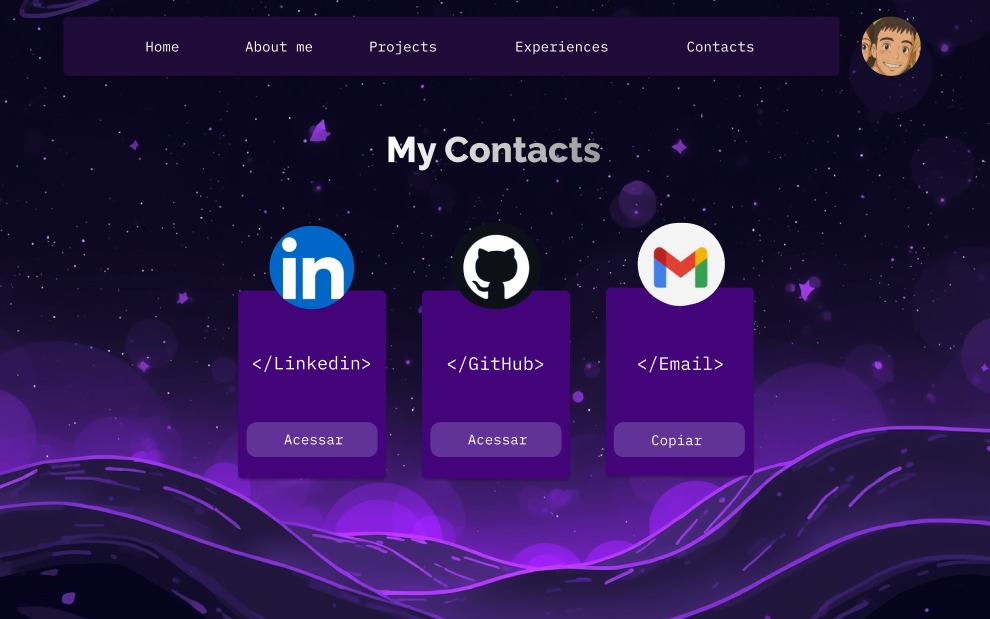 Home
About me
Projects
Experiences
Contacts
My Contacts
in
</Linkedin>
</GitHub>
</Email>
Acessar
Acessar
Copiar